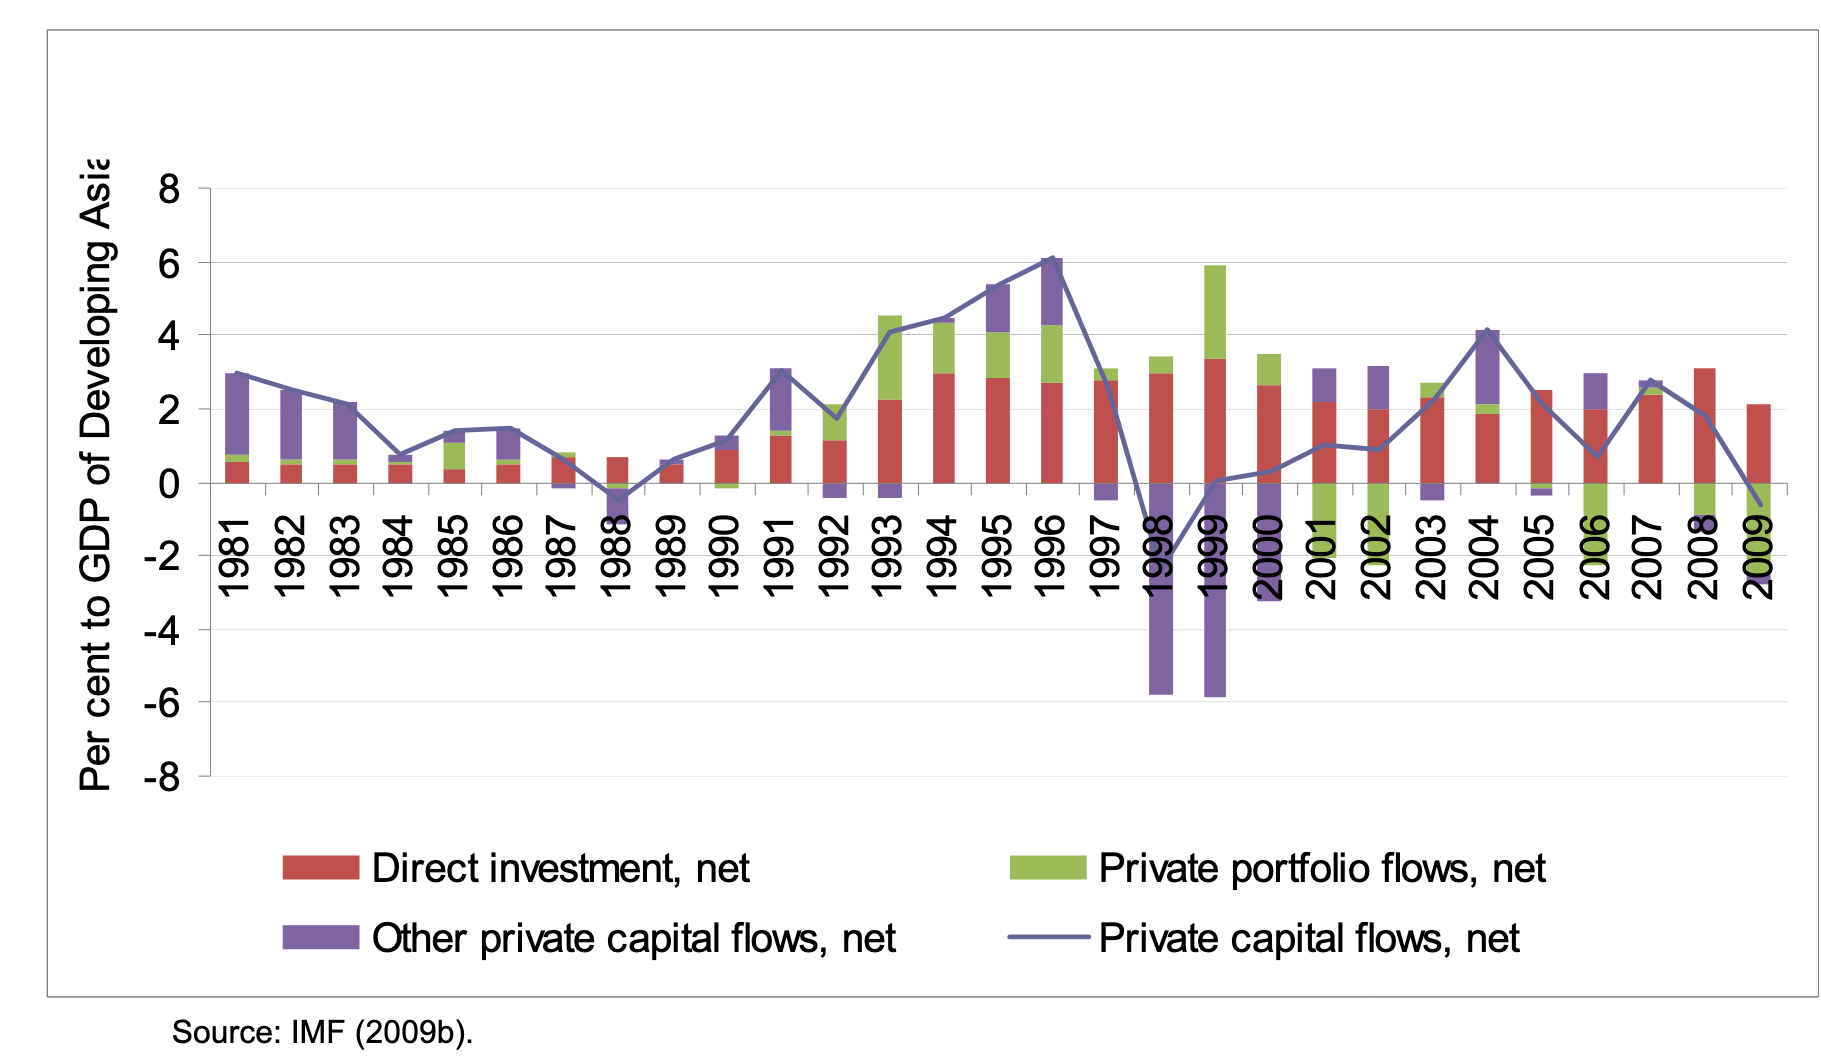 Per cent to GDP of Developing Asia
8
6
4
2
0
-2
-4
-6
-8
1981 1982 1983 1984 1985 1986 1987 1988 1989 1990 1991 1992 1993 1994 1995 1996 1997 1998 1999 2000 2001 2002 2003 2004 2005 2006 2007 2008 2009
Direct investment, net Private portfolio flows, net
Other private capital flows, net Private capital flows, net
Source: IMF (2009b).